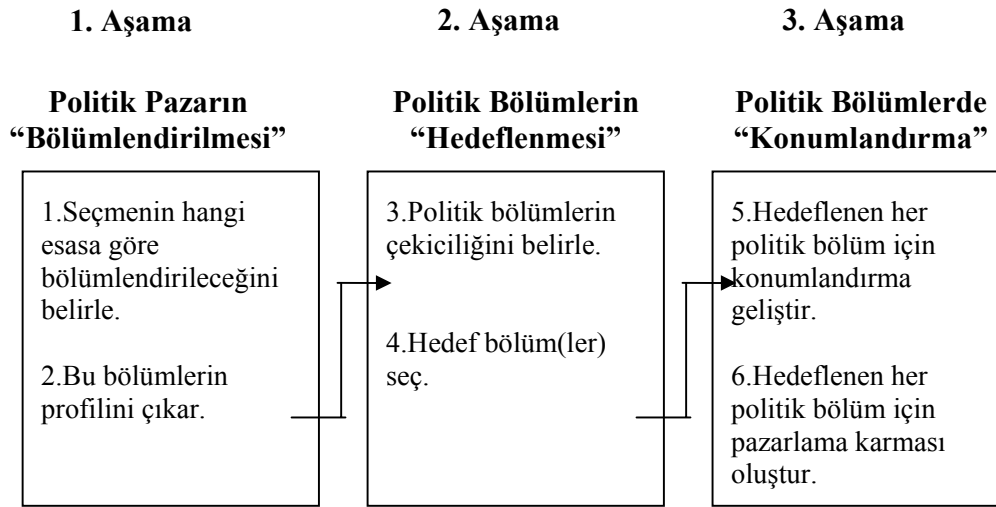 1. Aşama
Politik Pazarın
“Bölümlendirilmesi”
1.Seçmenin hangi
esasa göre
bölümlendirileceğini
belirle.
2.Bu bölümlerin
profilini çıkar.
2. Aşama
Politik Bölümlerin
“Hedeflenmesi”
3.Politik bölümlerin
çekiciliğini belirle.
4.Hedef bölüm(ler)
seç.
3. Aşama
Politik Bölümlerde
“Konumlandırma”
5.Hedeflenen her
politik bölüm için
konumlandırma
geliştir.
6.Hedeflenen her
politik bölüm için
pazarlama karması
oluştur.